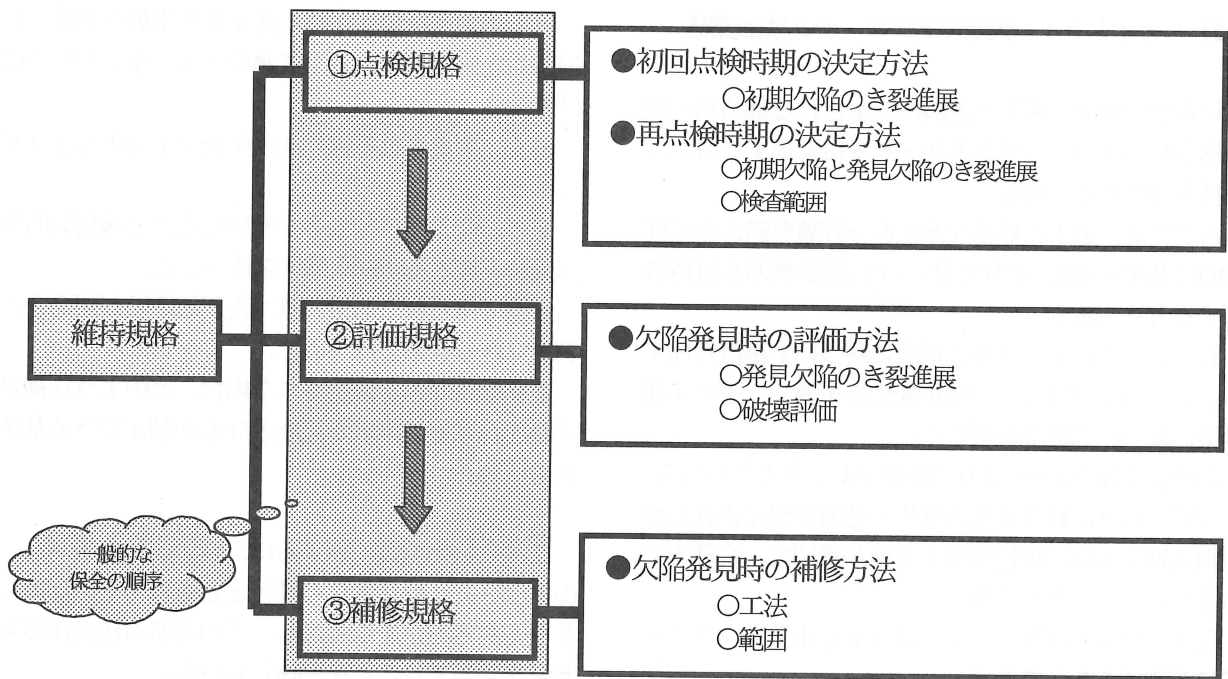 ①点検規格
●初回点検時期の決定方法
○初期欠陥のき裂進展
●再点検時期の決定方法
○初期欠陥と発見欠陥のき裂進展
○検査範囲
維持規格
②評価規格
●欠陥発見時の評価方法
○発見欠陥のき裂進展
○破壊評価
一般的な
保全の順序
③補修規格
●欠陥発見時の補修方法
○工法
○範囲